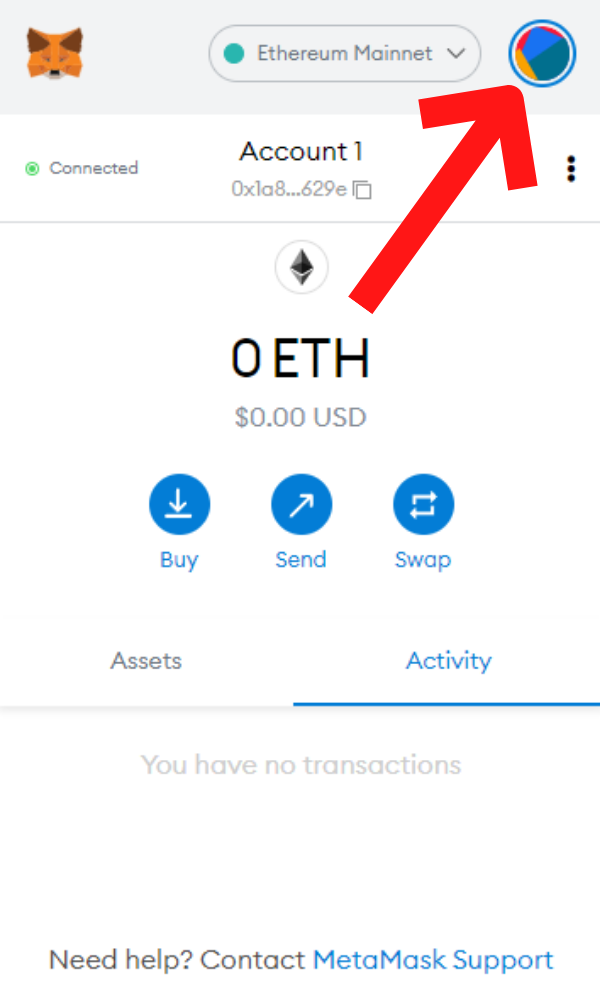 Ethereum Mainnet
Connected
Account 1
0x1a8...629e
0 ETH
$0.00 USD
Buy
Send
Swap
Assets
Activity
You have no transactions
Need help? Contact MetaMask Support